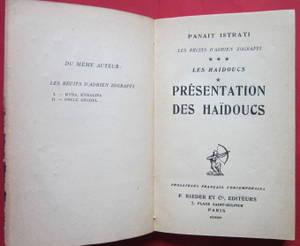 DU MÊME AUTEUR :
LES RÉCITS D'ADRIEN ZOGRAFFI
I. — KYRA KYRALINA
II. — ONCLE ANGHEL
PANAIT ISTRATI
LES RÉCITS D'ADRIEN ZOGRAFFI
★ ★ ★
LES HAÏDOUCS
★
PRÉSENTATION
DES HAÏDOUCS
PROSATEURS FRANÇAIS CONTEMPORAINS
F. RIEDER ET Cie, ÉDITEURS
7, PLACE SAINT-SULPICE
PARIS